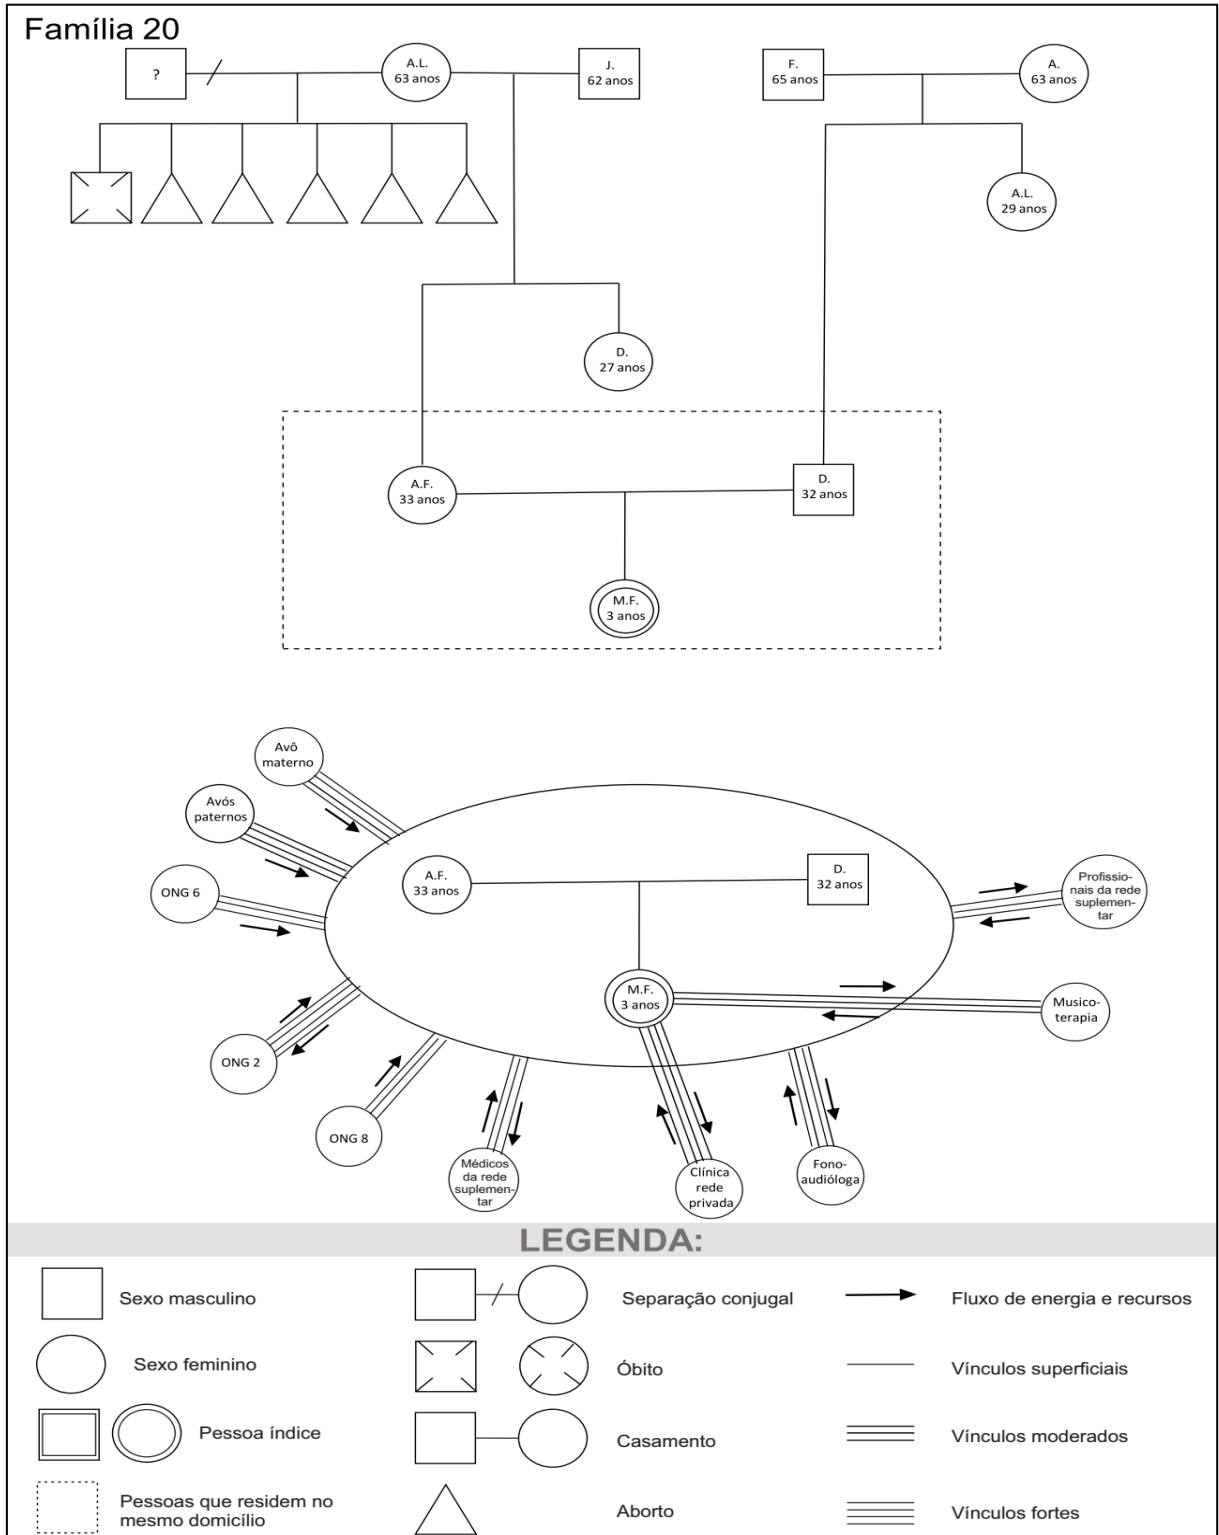 Família 20
?
A.L.
63 anos
J.
62 anos
F.
65 anos
A.
63 anos
A.L.
29 anos
D.
27 anos
A.F.
33 anos
D.
32 anos
M.F.
3 anos
Avô
materno
Avós
paternos
ONG 6
ONG 2
ONG 8
Médicos
da rede
suplemen-
tar
Clínica
rede
privada
Fono-
audióloga
Musico-
terapia
Profissio-
nais da rede
suplemen-
tar
A.F.
33 anos
D.
32 anos
M.F.
3 anos
LEGENDA:
Sexo masculino
Sexo feminino
Pessoa índice
Pessoas que residem no
mesmo domicílio
Separação conjugal
Óbito
Casamento
Aborto
Fluxo de energia e recursos
Vínculos superficiais
Vínculos moderados
Vínculos fortes